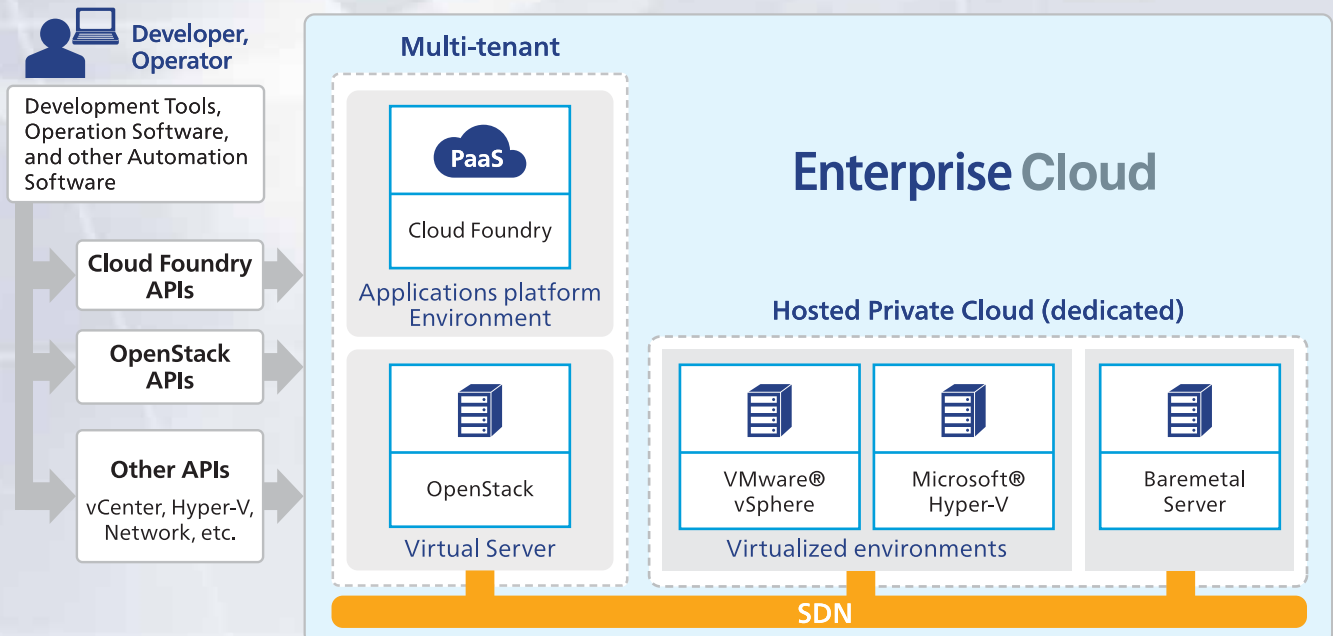 Developer,
Operator
Development Tools,
Operation Software,
and other Automation
Software
Cloud Foundry
APIs
OpenStack
APIs
Other APIs
vCenter, Hyper-V,
Network, etc.
Multi-tenant
PaaS
Cloud Foundry
Applications platform
Environment
OpenStack
Virtual Server
Enterprise Cloud
Hosted Private Cloud (dedicated)
VMware®
vSphere
Microsoft®
Hyper-V
Virtualized environments
Baremetal
Server
SDN